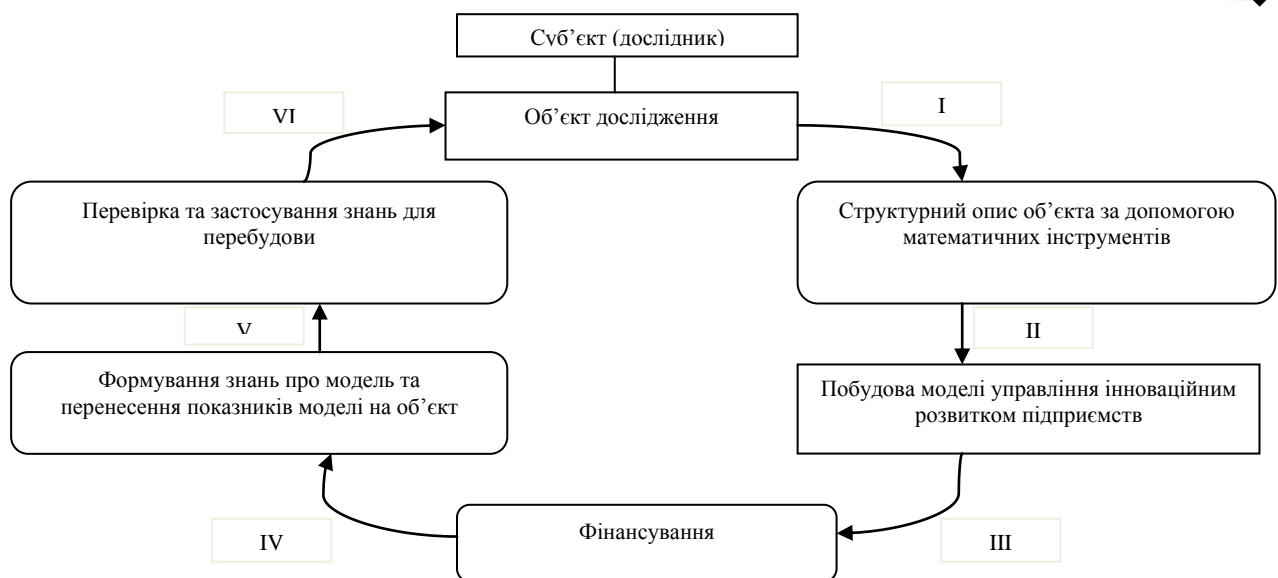 Суб’єкт (дослідник)
Об’єкт дослідження
VI
I
Перевірка та застосування знань для
перебудови
Структурний опис об’єкта за допомогою
математичних інструментів
V
II
Формування знань про модель та
перенесення показників моделі на об’єкт
Побудова моделі управління інноваційним
розвитком підприємств
IV
Фінансування
III